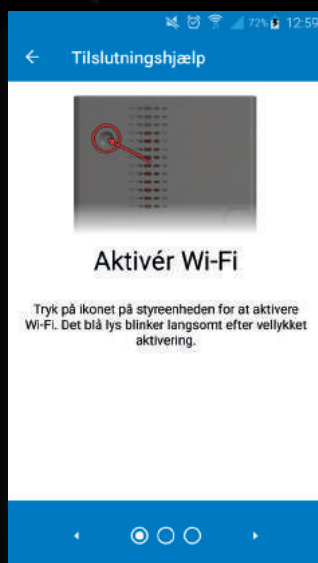 72% 12:59
Tilslutningshjælp
Aktivér Wi-Fi
Tryk på ikonet på styreenheden for at aktivere
Wi-Fi. Det blå lys blinker langsomt efter vellykket
aktivering.